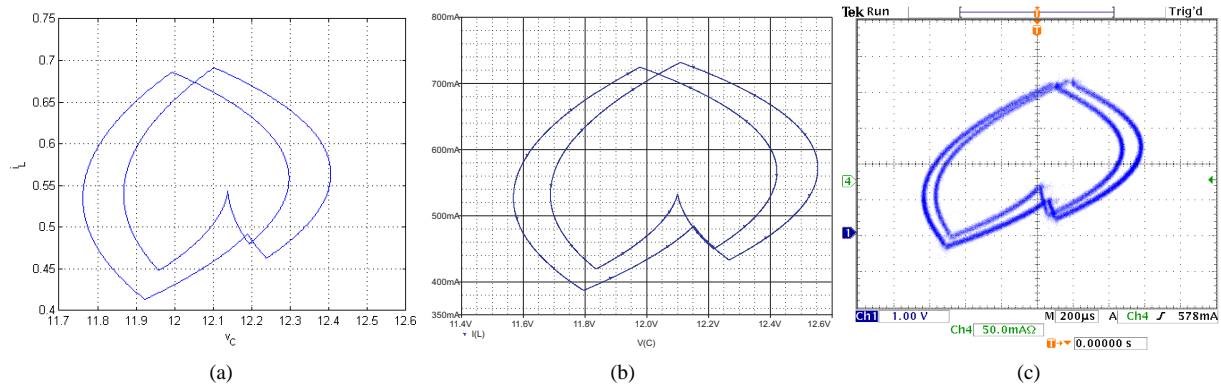 0.75
0.7
0.65
0.6
0.55
0.5
0.45
0.4
i_L
11.7 11.8 11.9 12 12.1 12.2 12.3 12.4 12.5 12.6
v_C
(a)
800mA
700mA
600mA
500mA
400mA
350mA
11.4V 11.6V 11.8V 12.0V 12.2V 12.4V 12.6V
I(L)
V(C)
(b)
Tek Run Trig'd
T
T
4
1
Ch1 1.00 V M 200µs A Ch4 ∫ 578mA
Ch4 50.0mAΩ
T 0.00000 s
(c)